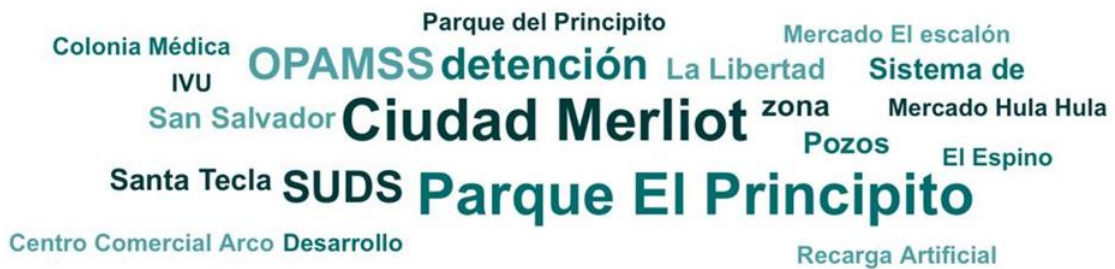 Parque del Principito
Mercado El escalón
Colonia Médica
OPAMSS detención La Libertad Sistema de
IVU
San Salvador Ciudad Merliot zona Mercado Hula Hula
Pozos
El Espino
Santa Tecla SUDS Parque El Principito
Centro Comercial Arco Desarrollo
Recarga Artificial